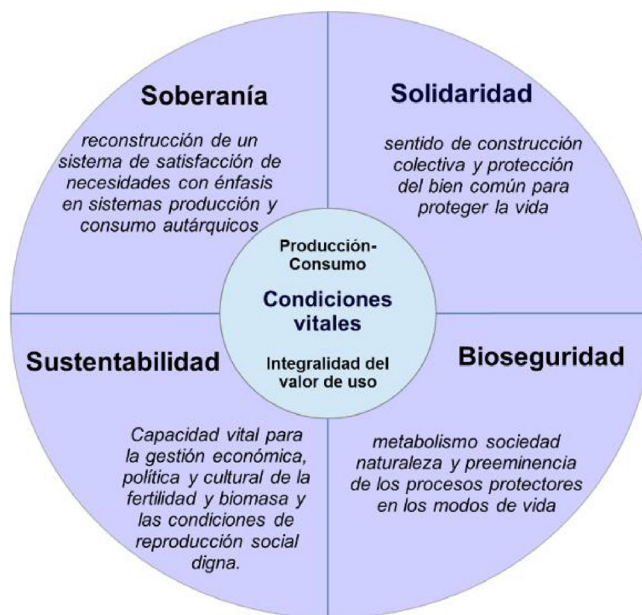 Soberanía
reconstrucción de un
sistema de satisfacción de
necesidades con énfasis
en sistemas producción y
consumo autárquicos
Solidaridad
sentido de construcción
colectiva y protección
del bien común para
proteger la vida
Producción-
Consumo
Condiciones
vitales
Integralidad del
valor de uso
Sustentabilidad
Capacidad vital para
la gestión económica,
política y cultural de la
fertilidad y biomasa y
las condiciones de
reproducción social
digna.
Bioseguridad
metabolismo sociedad
naturaleza y preeminencia
de los procesos protectores
en los modos de vida